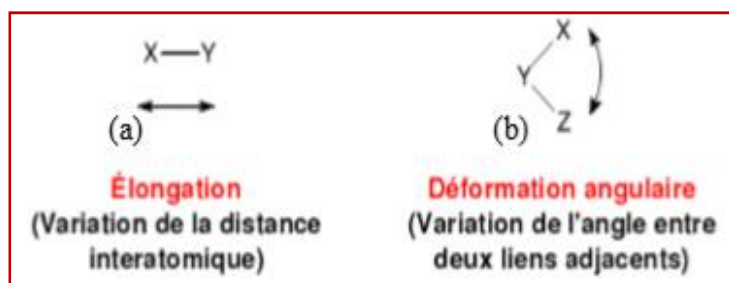 X—Y
(a)
Élongation
(Variation de la distance
interatomique)
X
Y
Z
(b)
Déformation angulaire
(Variation de l'angle entre
deux liens adjacents)